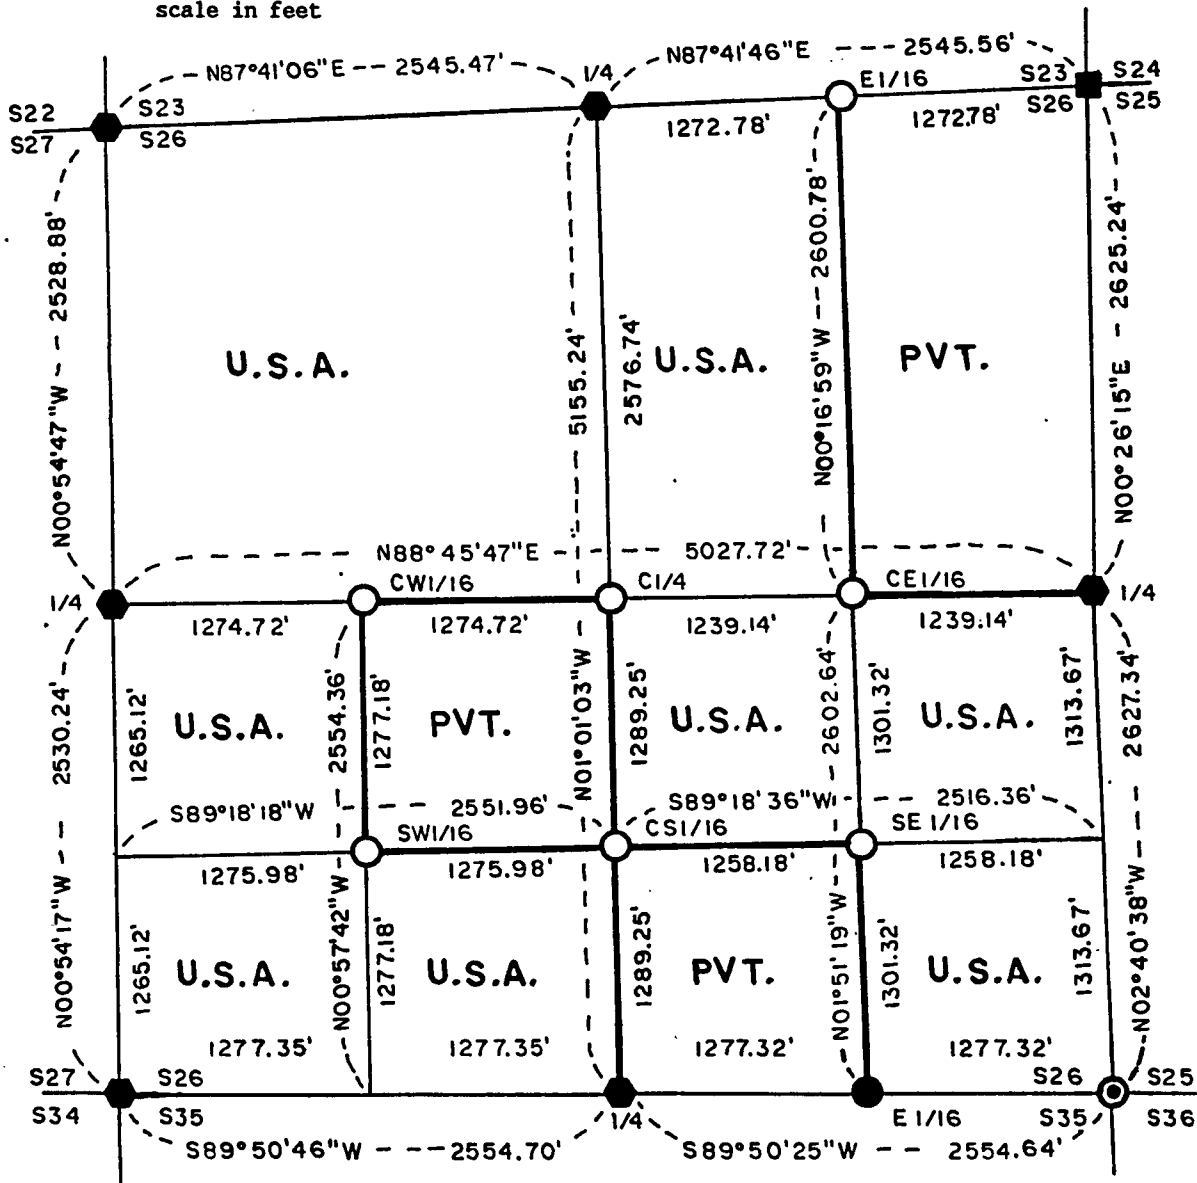 scale in feet
N87°41'06"E 2545.47'
N87°41'46"E 2545.56'
1/4
E1/16
S22 S23
S27 S26
S23 S24
S26 S25
1272.78'
1272.78'
N00°54'47"W 2528.88'
5155.24'
2576.74'
N00°16'59"W 2600.78'
N00°26'15"E 2625.24'
U.S.A.
U.S.A.
PVT.
N88°45'47"E 5027.72'
1/4
CW1/16
C1/4
CE1/16
1/4
1274.72'
1274.72'
1239.14'
1239.14'
2530.24'
1265.12'
2554.36'
1277.18'
N01°01'03"W
1289.25'
2602.64'
1301.32'
1313.67'
2627.34'
U.S.A.
PVT.
U.S.A.
U.S.A.
S89°18'18"W 2551.96'
S89°18'36"W 2516.36'
SW1/16
CS1/16
SE 1/16
1275.98'
1275.98'
1258.18'
1258.18'
N00°54'17"W
1265.12'
N00°57'42"W
1277.18'
1289.25'
N01°51'19"W
1301.32'
1313.67'
N02°40'38"W
U.S.A.
U.S.A.
PVT.
U.S.A.
1277.35'
1277.35'
1277.32'
1277.32'
S27 S26
S34 S35
S26 S25
S35 S36
1/4
E 1/16
S89°50'46"W 2554.70'
S89°50'25"W 2554.64'